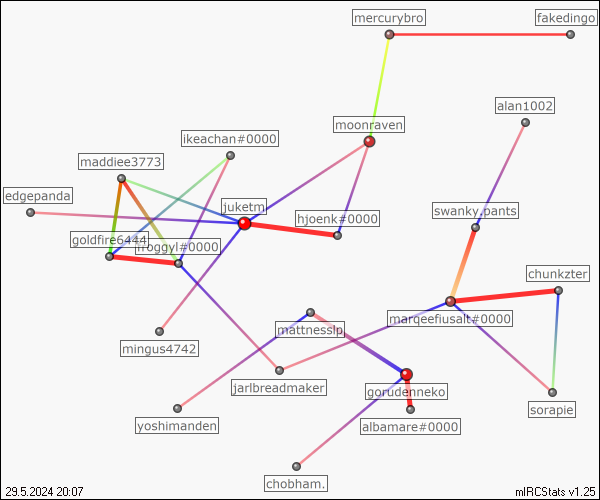 mercurybro
fakedingo
alan1002
moonraven
ikeachan#0000
maddiee3773
edgepanda
juketm
swanky.pants
hjoenk#0000
goldfire6444
froggyl#0000
chunkzter
marqeefiusalt#0000
mattnesslp
mingus4742
jarlbreadmaker
gorudenneko
sorapie
yoshimanden
albamare#0000
chobham.
29.5.2024 20:07
mIRCStats v1.25